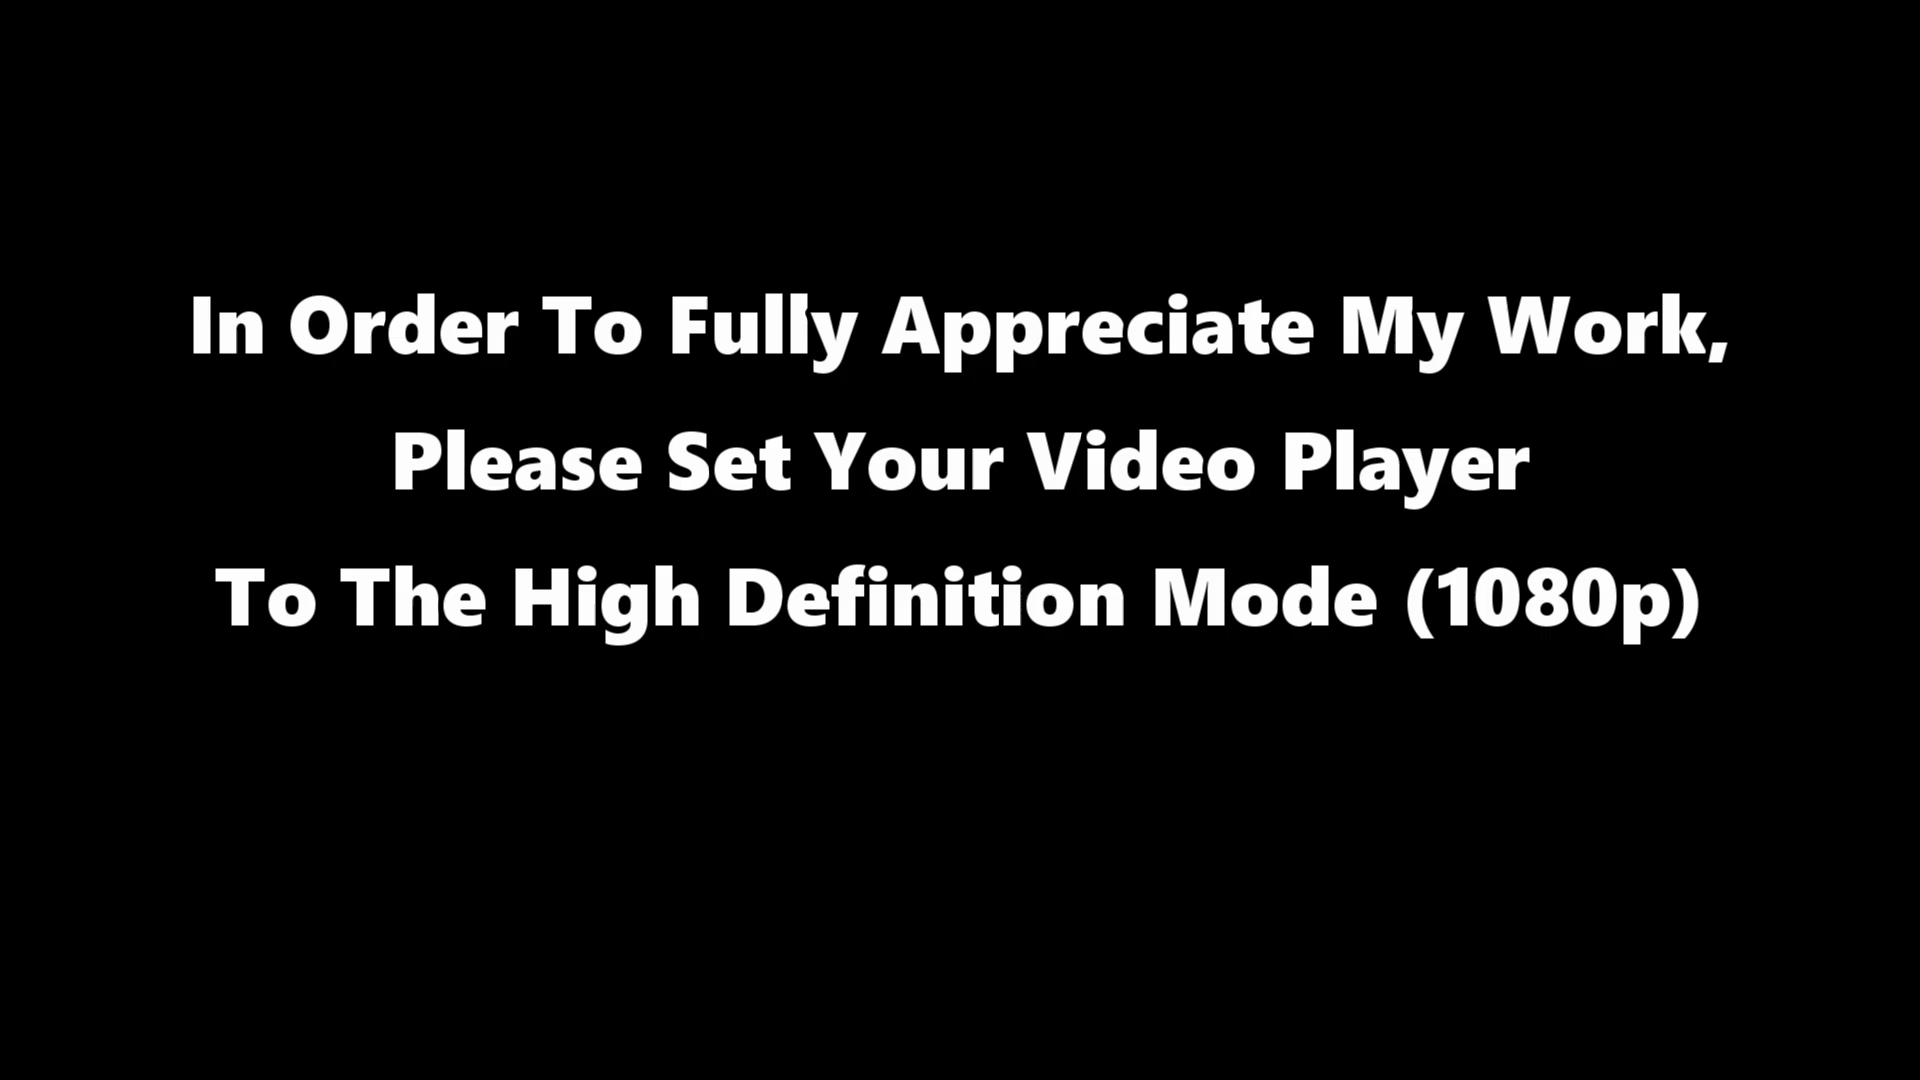 In Order To Fully Appreciate My Work,
Please Set Your Video Player
To The High Definition Mode (1080p)